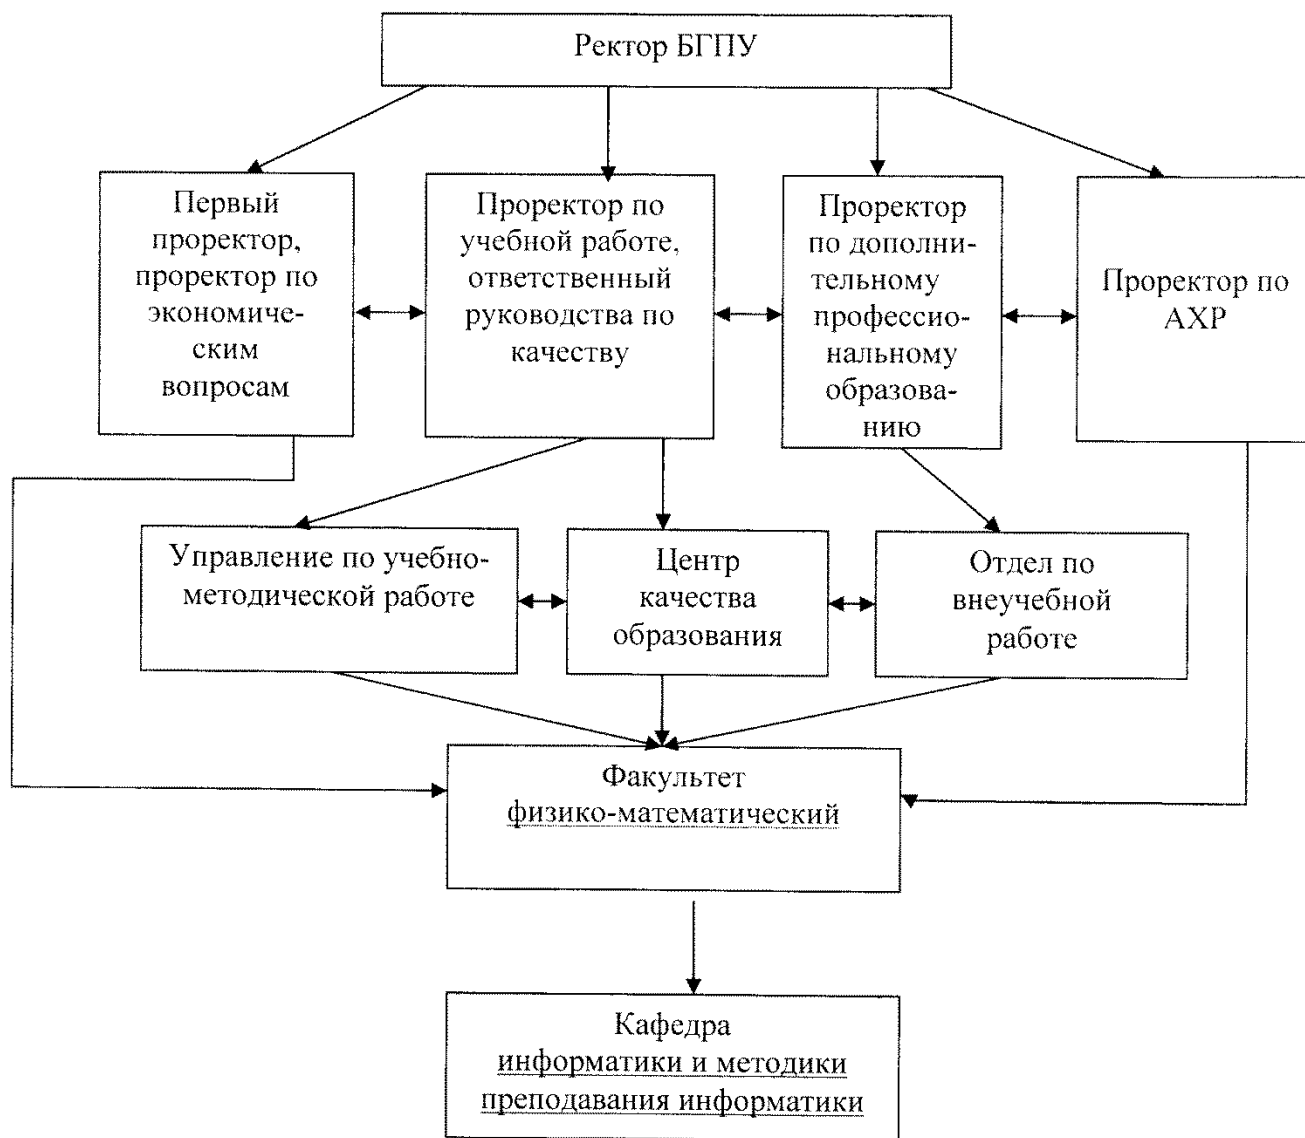 Ректор БГПУ
Первый
проректор,
проректор по
экономиче-
ским
вопросам
Проректор по
учебной работе,
ответственный
руководства по
качеству
Проректор
по дополни-
тельному
профессио-
нальному
образова-
нию
Проректор по
АХР
Управление по учебно-
методической работе
Центр
качества
образования
Отдел по
внеучебной
работе
Факультет
физико-математический
Кафедра
информатики и методики
преподавания информатики